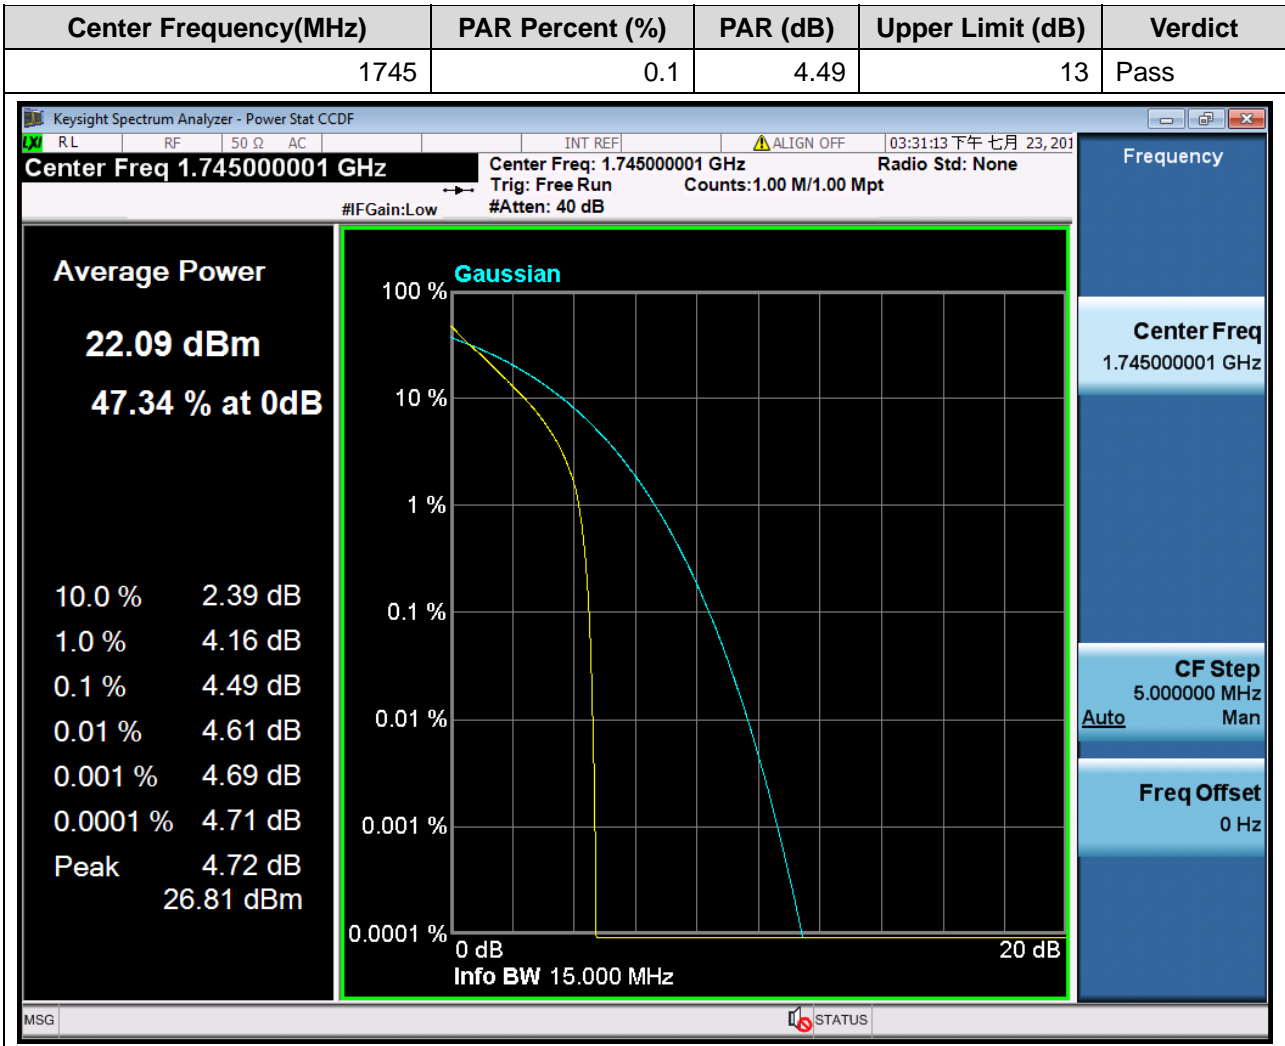 Center Frequency(MHz) PAR Percent (%) PAR (dB) Upper Limit (dB) Verdict
1745 0.1 4.49 13 Pass
Keysight Spectrum Analyzer - Power Stat CCDF
LXI RL RF 50 Ω AC INT REF ALIGN OFF 03:31:13 下午 七月 23, 201
Center Freq 1.745000001 GHz
Center Freq: 1.745000001 GHz Radio Std: None
Trig: Free Run Counts:1.00 M/1.00 Mpt
#IFGain:Low #Atten: 40 dB
Average Power
22.09 dBm
47.34 % at 0dB
10.0 % 2.39 dB
1.0 % 4.16 dB
0.1 % 4.49 dB
0.01 % 4.61 dB
0.001 % 4.69 dB
0.0001 % 4.71 dB
Peak 4.72 dB
26.81 dBm
Gaussian
100 %
10 %
1 %
0.1 %
0.01 %
0.001 %
0.0001 %
0 dB 20 dB
Info BW 15.000 MHz
Frequency
Center Freq
1.745000001 GHz
CF Step
5.000000 MHz
Auto Man
Freq Offset
0 Hz
MSG STATUS